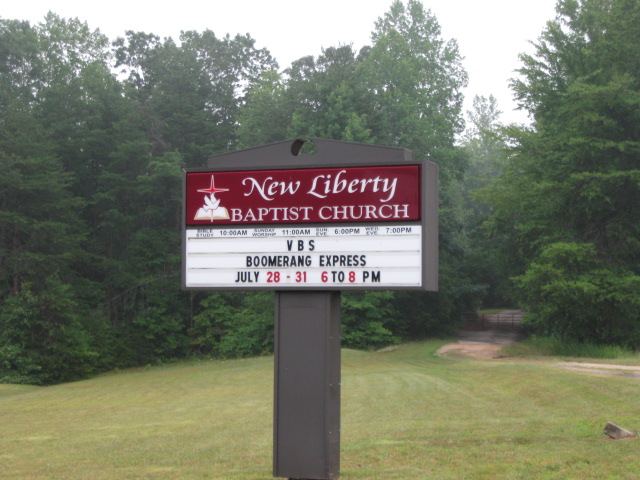 New Liberty
BAPTIST CHURCH
BIBLE STUDY 10:00AM SUNDAY WORSHIP 11:00AM SUN. EVE 6:00PM WED. EVE 7:00PM
VBS
BOOMERANG EXPRESS
JULY 28 - 31 6 TO 8 PM